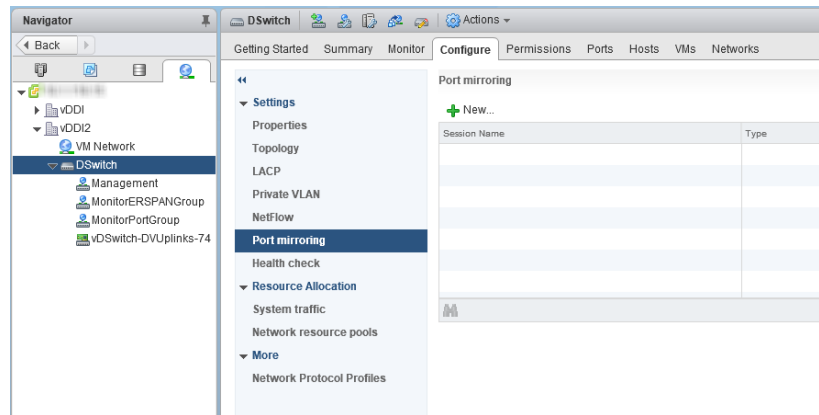 Navigator
Back
vDDI
vDDI2
VM Network
DSwitch
Management
MonitorERSPANGroup
MonitorPortGroup
vDSwitch-DVUplinks-74
DSwitch Actions
Getting Started Summary Monitor Configure Permissions Ports Hosts VMs Networks
Settings
Properties
Topology
LACP
Private VLAN
NetFlow
Port mirroring
Health check
Resource Allocation
System traffic
Network resource pools
More
Network Protocol Profiles
Port mirroring
New...
Session Name Type